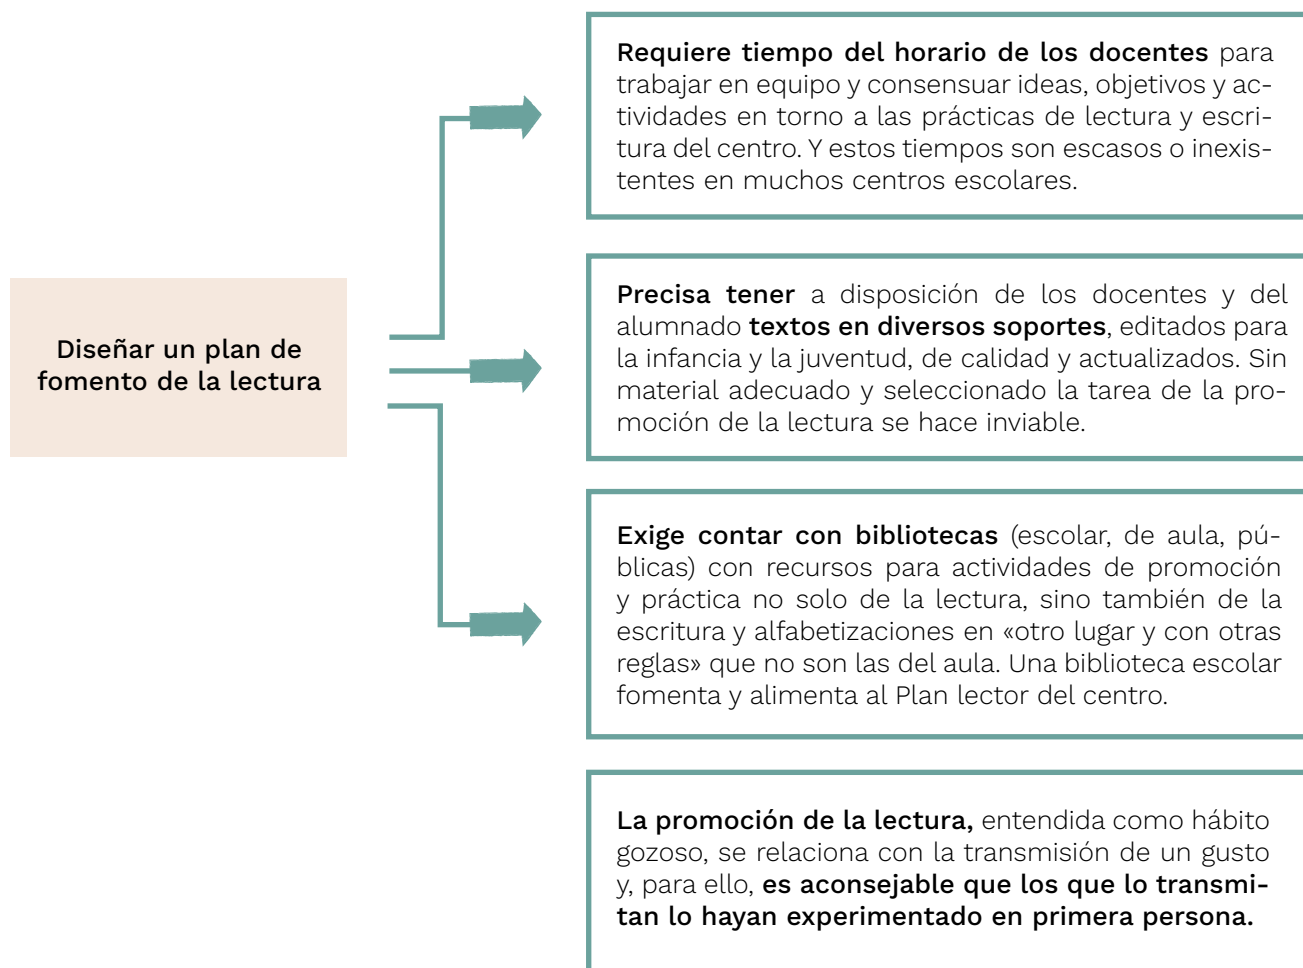 Diseñar un plan de
fomento de la lectura
Requiere tiempo del horario de los docentes para
trabajar en equipo y consensuar ideas, objetivos y ac-
tividades en torno a las prácticas de lectura y escri-
tura del centro. Y estos tiempos son escasos o inexis-
tentes en muchos centros escolares.
Precisa tener a disposición de los docentes y del
alumnado textos en diversos soportes, editados para
la infancia y la juventud, de calidad y actualizados. Sin
material adecuado y seleccionado la tarea de la pro-
moción de la lectura se hace inviable.
Exige contar con bibliotecas (escolar, de aula, pú-
blicas) con recursos para actividades de promoción
y práctica no solo de la lectura, sino también de la
escritura y alfabetizaciones en «otro lugar y con otras
reglas» que no son las del aula. Una biblioteca escolar
fomenta y alimenta al Plan lector del centro.
La promoción de la lectura, entendida como hábito
gozoso, se relaciona con la transmisión de un gusto
y, para ello, es aconsejable que los que lo transmi-
tan lo hayan experimentado en primera persona.